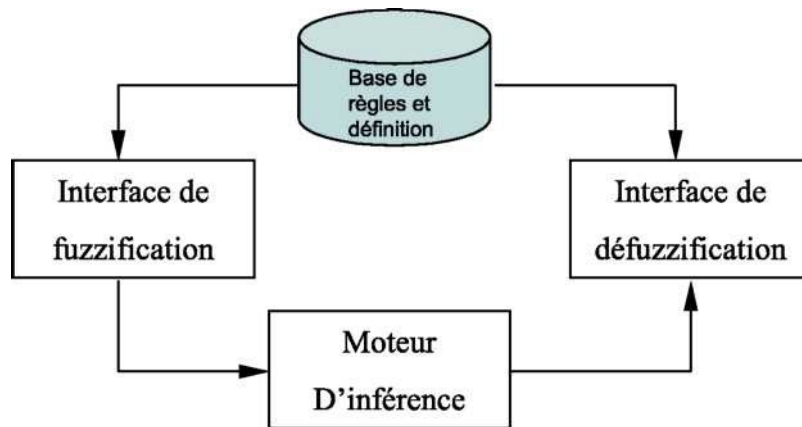 Base de
règles et
définition
Interface de
fuzzification
Interface de
défuzzification
Moteur
D'inférence